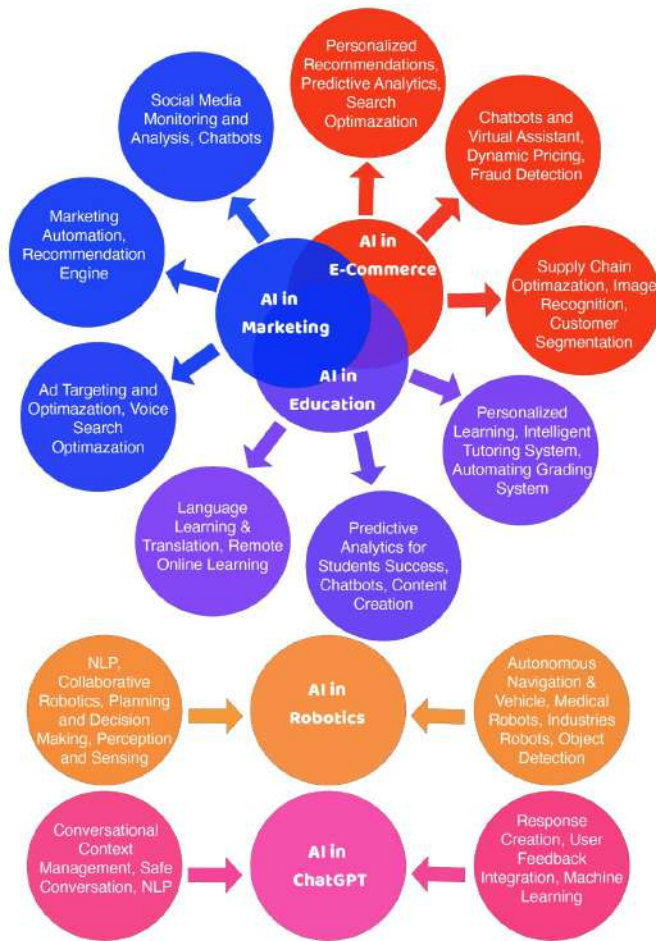 Personalized
Recommendations,
Predictive Analytics,
Search
Optimazation
Social Media
Monitoring and
Analysis, Chatbots
Chatbots and
Virtual Assistant,
Dynamic Pricing,
Fraud Detection
Marketing
Automation,
Recommendation
Engine
AI in
E-Commerce
AI in
Marketing
Supply Chain
Optimazation, Image
Recognition,
Customer
Segmentation
Ad Targeting and
Optimazation, Voice
Search
Optimazation
AI in
Education
Personalized
Learning, Intelligent
Tutoring System,
Automating Grading
System
Language
Learning &
Translation, Remote
Online Learning
Predictive
Analytics for
Students Success,
Chatbots, Content
Creation
NLP,
Collaborative
Robotics, Planning
and Decision
Making, Perception
and Sensing
AI in
Robotics
Autonomous
Navigation &
Vehicle, Medical
Robots, Industries
Robots, Object
Detection
Conversational
Context
Management, Safe
Conversation, NLP
AI in
ChatGPT
Response
Creation, User
Feedback
Integration, Machine
Learning